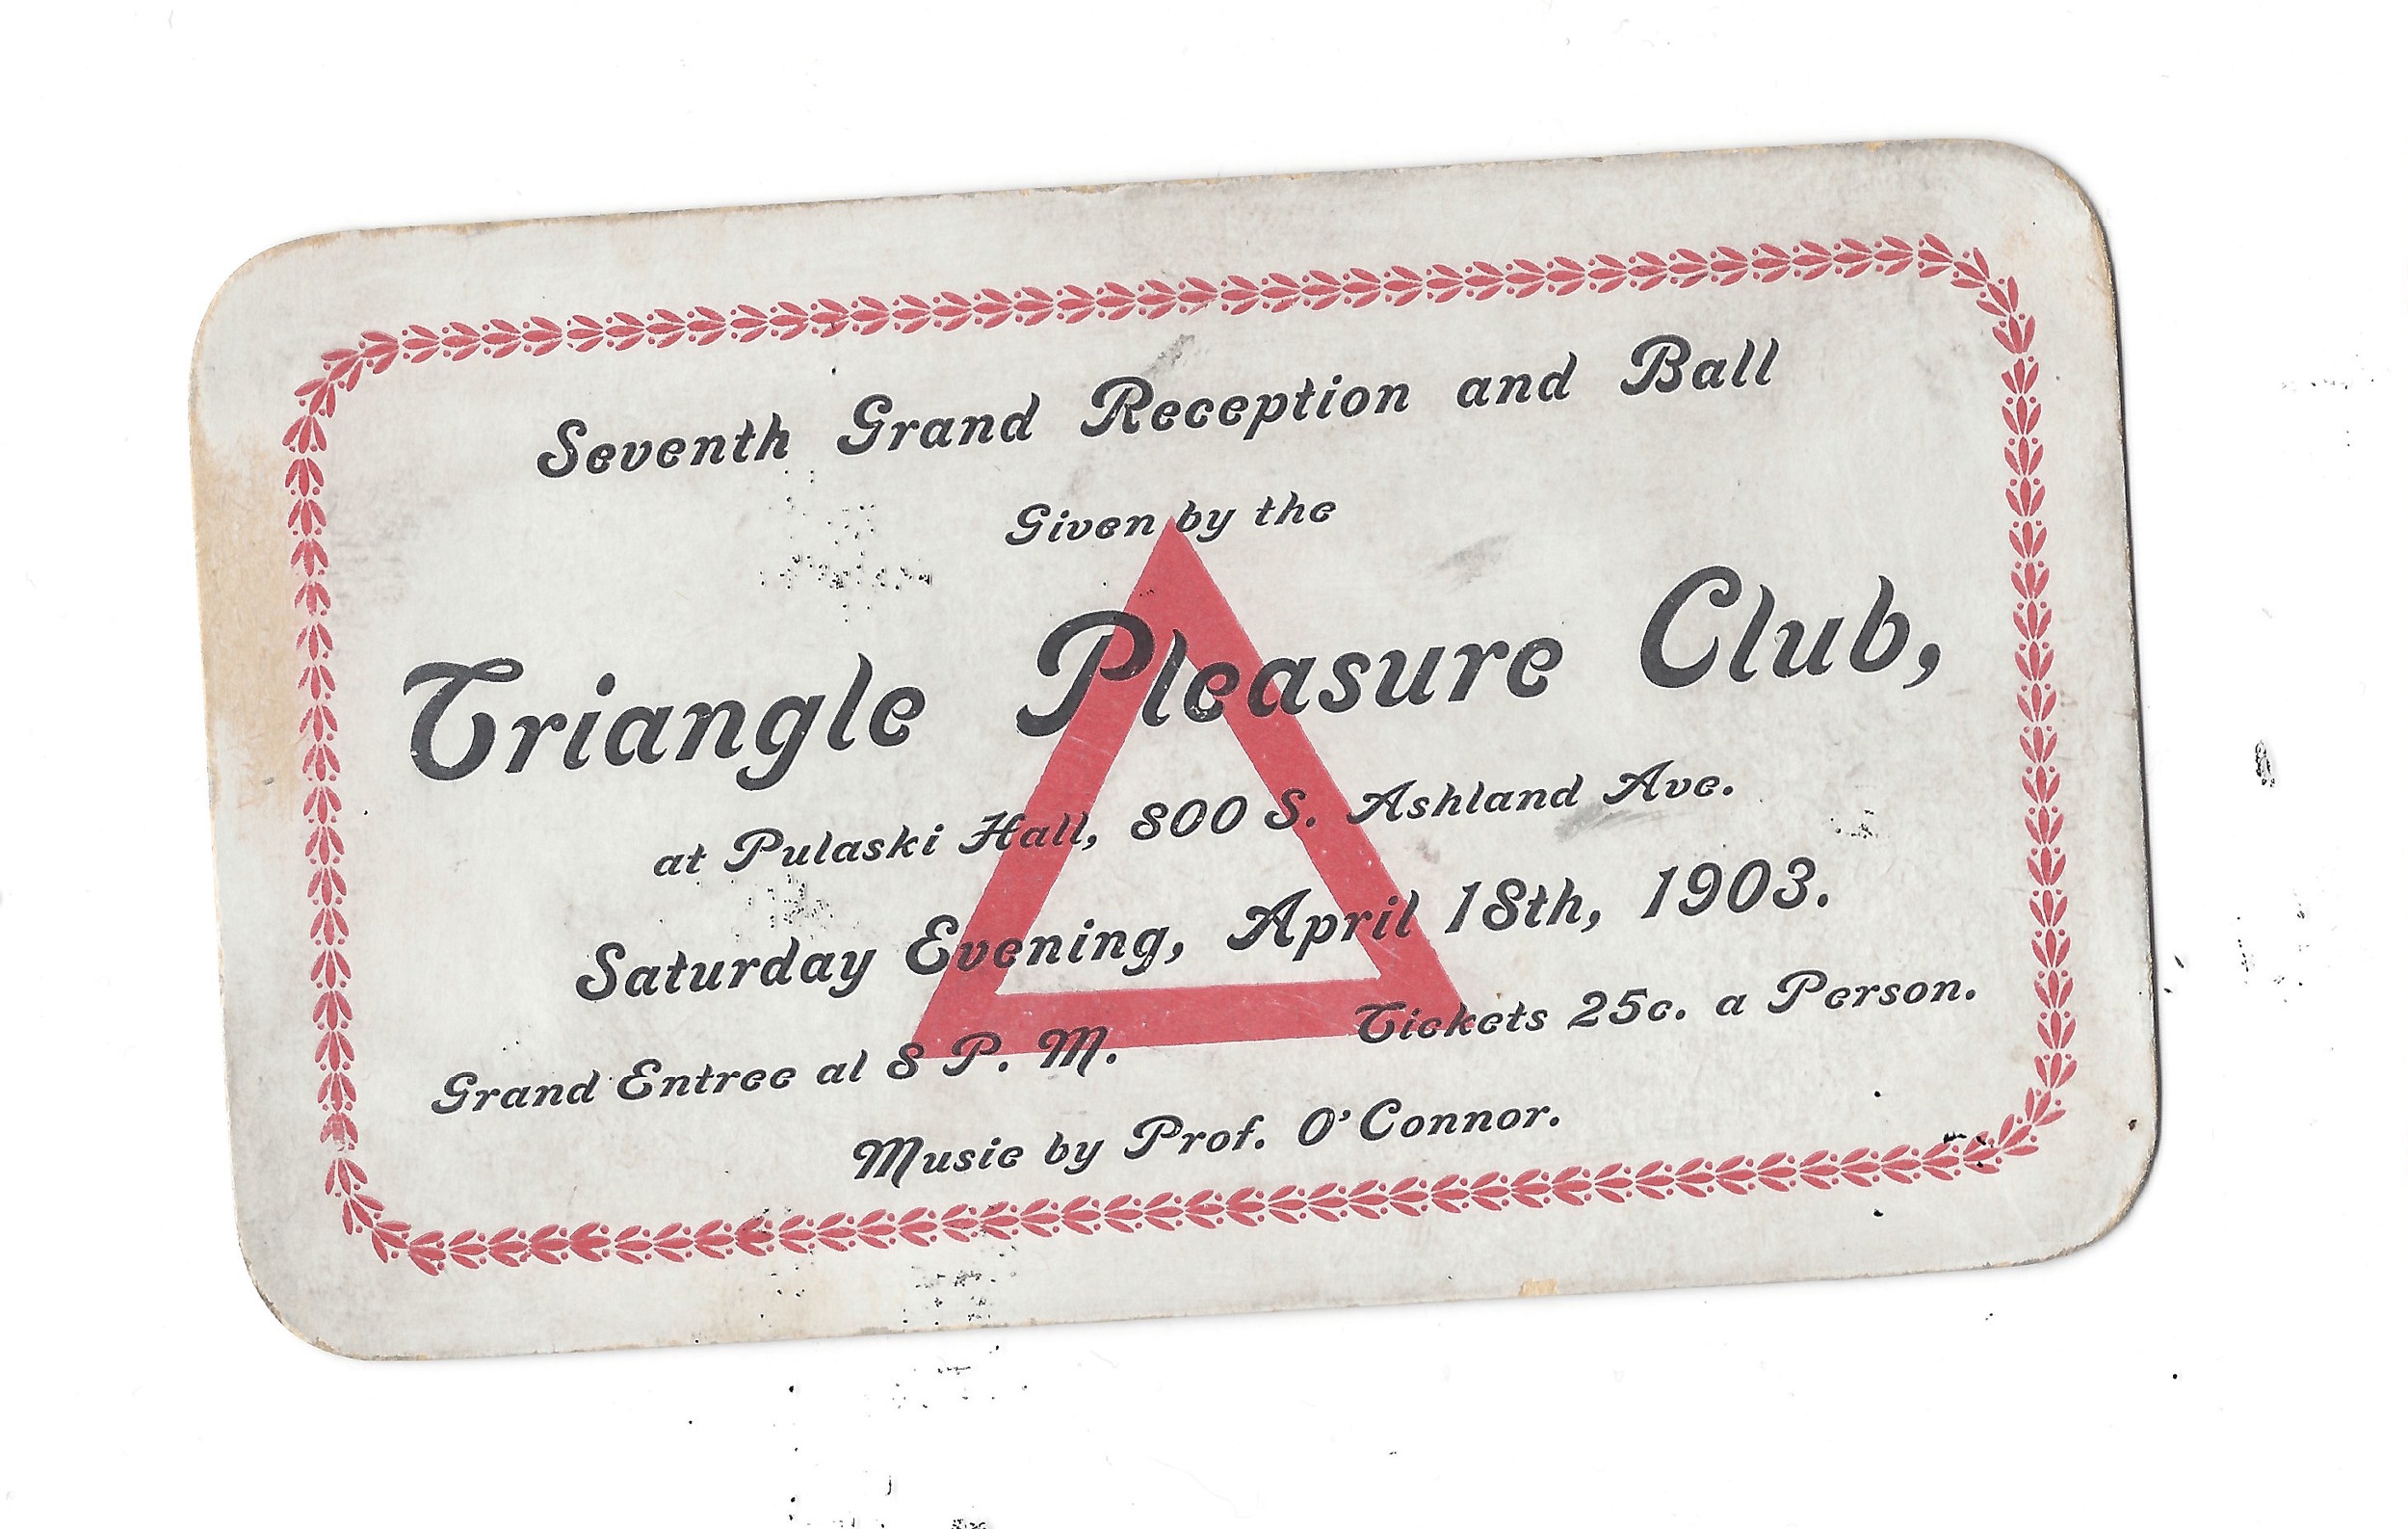 Seventh Grand Reception and Ball
Given by the
Triangle Pleasure Club,
at Pulaski Hall, 800 S. Ashland Ave.
Saturday Evening, April 18th, 1903.
Grand Entree al 8 P. M. Tickets 25c. a Person.
Music by Prof. O'Connor.